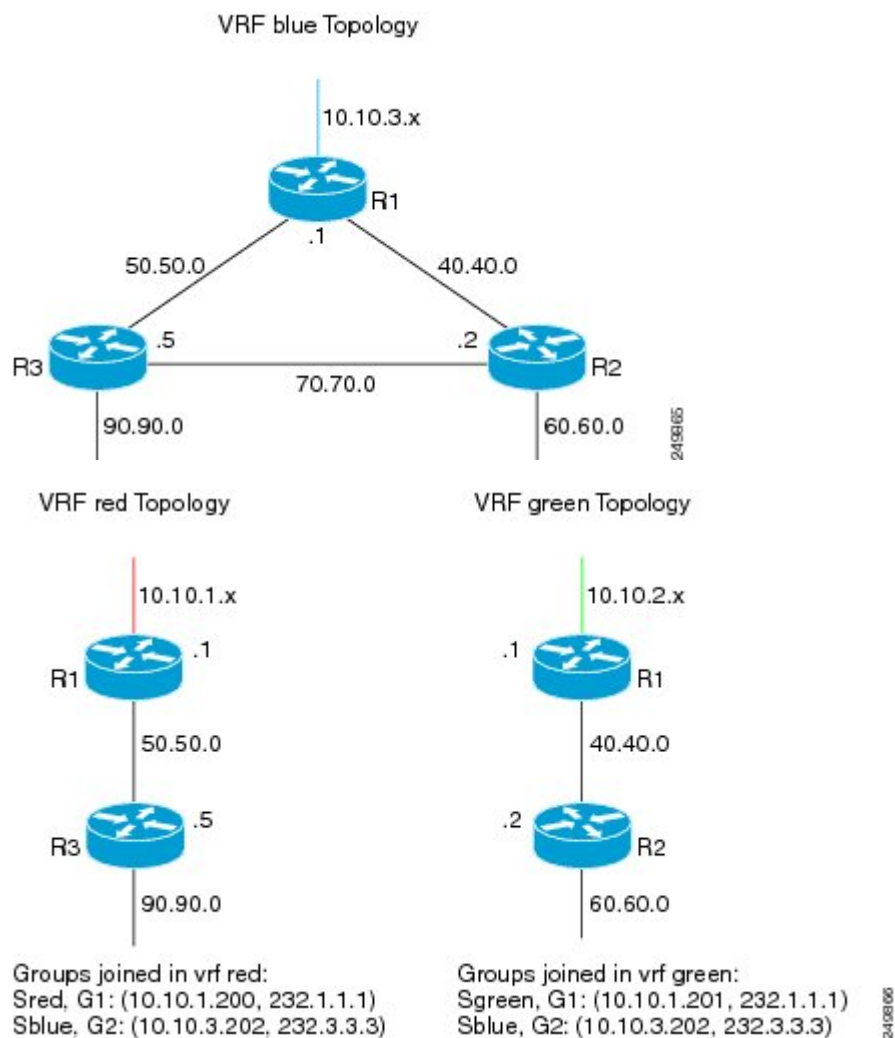 VRF blue Topology
10.10.3.x
R1
.1
50.50.0
40.40.0
.5
.2
R3
R2
70.70.0
90.90.0
60.60.0
249865
VRF red Topology
10.10.1.x
.1
R1
50.50.0
.5
R3
90.90.0
Groups joined in vrf red:
Sred, G1: (10.10.1.200, 232.1.1.1)
Sblue, G2: (10.10.3.202, 232.3.3.3)
VRF green Topology
10.10.2.x
.1
R1
40.40.0
.2
R2
60.60.0
Groups joined in vrf green:
Sgreen, G1: (10.10.1.201, 232.1.1.1)
Sblue, G2: (10.10.3.202, 232.3.3.3)
249866